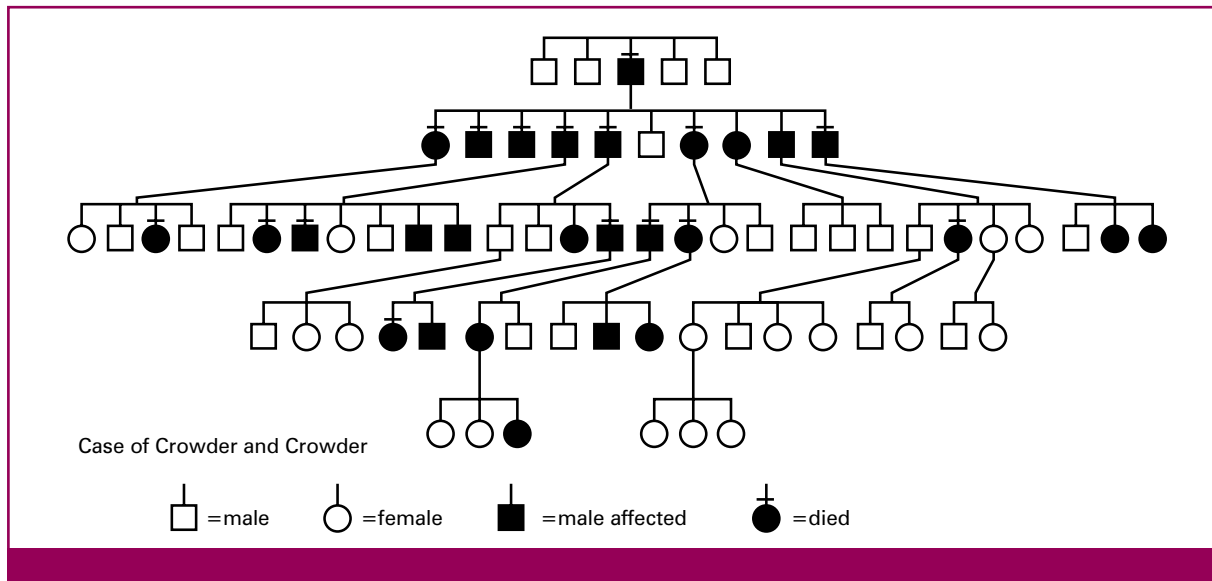 Case of Crowder and Crowder
=male =female =male affected =died